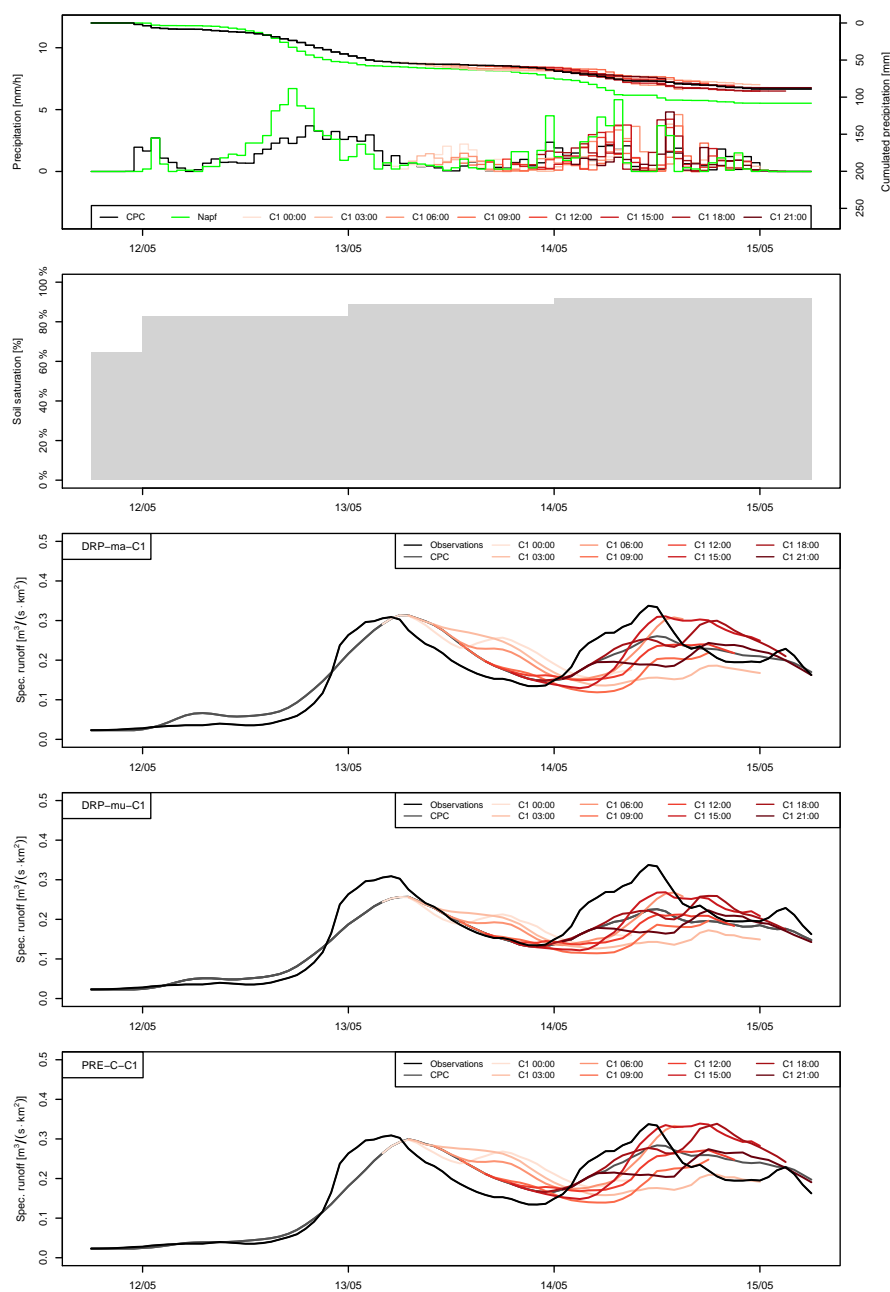 Precipitation [mm/h]
0
5
10
Cumulated precipitation [mm]
0
50
100
150
200
250
CPC Napf C1 00:00 C1 03:00 C1 06:00 C1 09:00 C1 12:00 C1 15:00 C1 18:00 C1 21:00
12/05 13/05 14/05 15/05
Soil saturation [%]
0 %
20 %
40 %
60 %
80 %
100 %
12/05 13/05 14/05 15/05
DRP−ma−C1
Observations C1 00:00 C1 06:00 C1 12:00 C1 18:00
CPC C1 03:00 C1 09:00 C1 15:00 C1 21:00
Spec. runoff [m³/(s · km²)]
0.0
0.1
0.2
0.3
0.4
0.5
12/05 13/05 14/05 15/05
DRP−mu−C1
Observations C1 00:00 C1 06:00 C1 12:00 C1 18:00
CPC C1 03:00 C1 09:00 C1 15:00 C1 21:00
Spec. runoff [m³/(s · km²)]
0.0
0.1
0.2
0.3
0.4
0.5
12/05 13/05 14/05 15/05
PRE−C−C1
Observations C1 00:00 C1 06:00 C1 12:00 C1 18:00
CPC C1 03:00 C1 09:00 C1 15:00 C1 21:00
Spec. runoff [m³/(s · km²)]
0.0
0.1
0.2
0.3
0.4
0.5
12/05 13/05 14/05 15/05